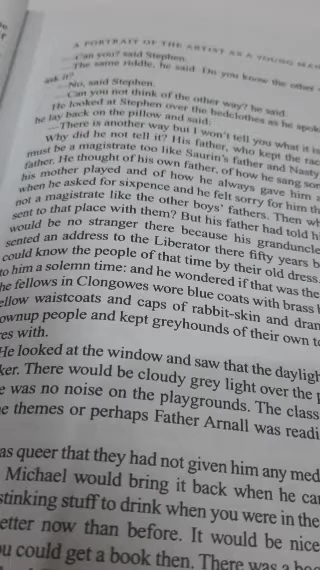 A PORTRAIT OF THE ARTIST AS A YOUNG MAN
—Can you? said Stephen.
—The same riddle, he said. Do you know the other
ask it?
—No, said Stephen.
—Can you not think of the other way? he said.
He looked at Stephen over the bedclothes as he spoke
he lay back on the pillow and said:
—There is another way but I won't tell you what it is
Why did he not tell it? His father, who kept the rac
must be a magistrate too like Saurin's father and Nasty
father. He thought of his own father, of how he sang son
his mother played and of how he always gave him a
when he asked for sixpence and he felt sorry for him th
not a magistrate like the other boys' fathers. Then wh
sent to that place with them? But his father had told h
would be no stranger there because his granduncle
sented an address to the Liberator there fifty years b
could know the people of that time by their old dress.
to him a solemn time: and he wondered if that was the
he fellows in Clongowes wore blue coats with brass b
ellow waistcoats and caps of rabbit-skin and dran
ownup people and kept greyhounds of their own to
res with.
He looked at the window and saw that the dayligh
ker. There would be cloudy grey light over the p
e was no noise on the playgrounds. The class
e themes or perhaps Father Arnall was readi
as queer that they had not given him any med
Michael would bring it back when he ca
stinking stuff to drink when you were in the
etter now than before. It would be nice
u could get a book then. There was a boo